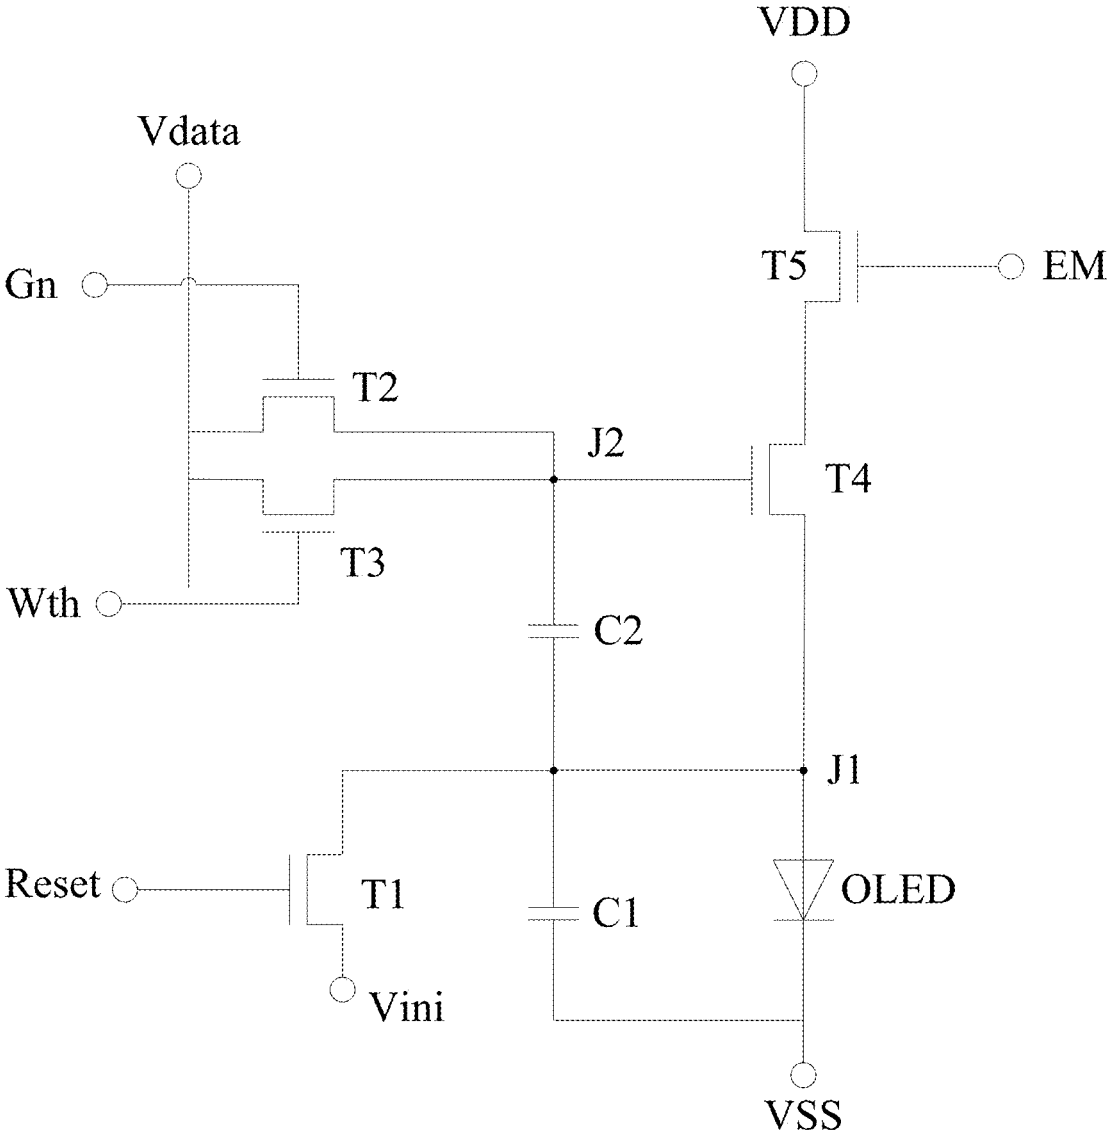 VDD
Vdata
T5
EM
Gn
T2
J2
T4
T3
Wth
C2
J1
Reset
T1
C1
OLED
Vini
VSS